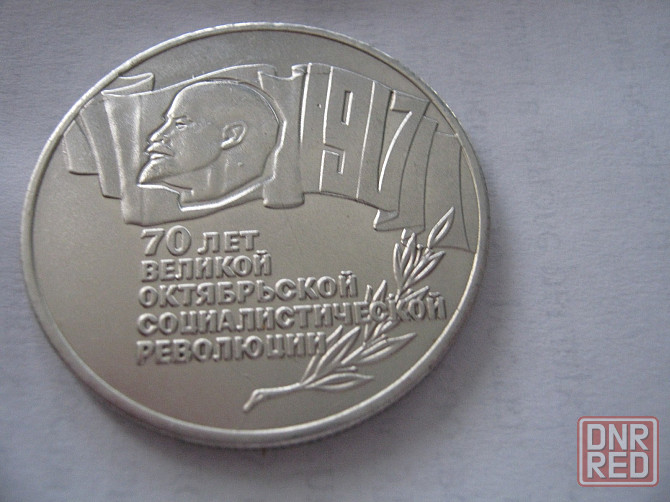 1917
70 ЛЕТ
ВЕЛИКОЙ
ОКТЯБРЬСКОЙ
СОЦИАЛИСТИЧЕСКОЙ
РЕВОЛЮЦИИ
DNR
RED